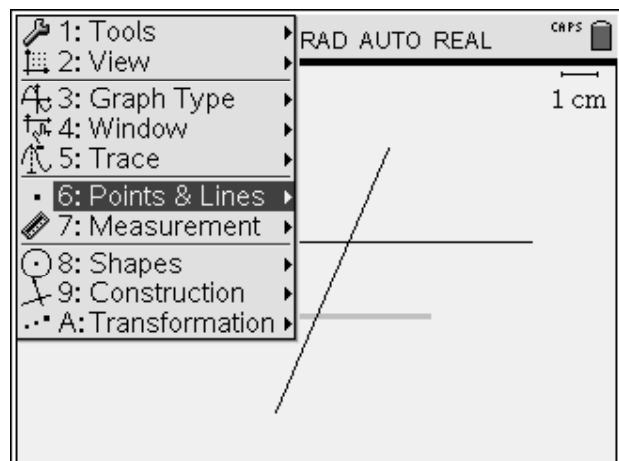 1: Tools
RAD AUTO REAL
CAPS
2: View
3: Graph Type
1 cm
4: Window
5: Trace
6: Points & Lines
7: Measurement
8: Shapes
9: Construction
A: Transformation